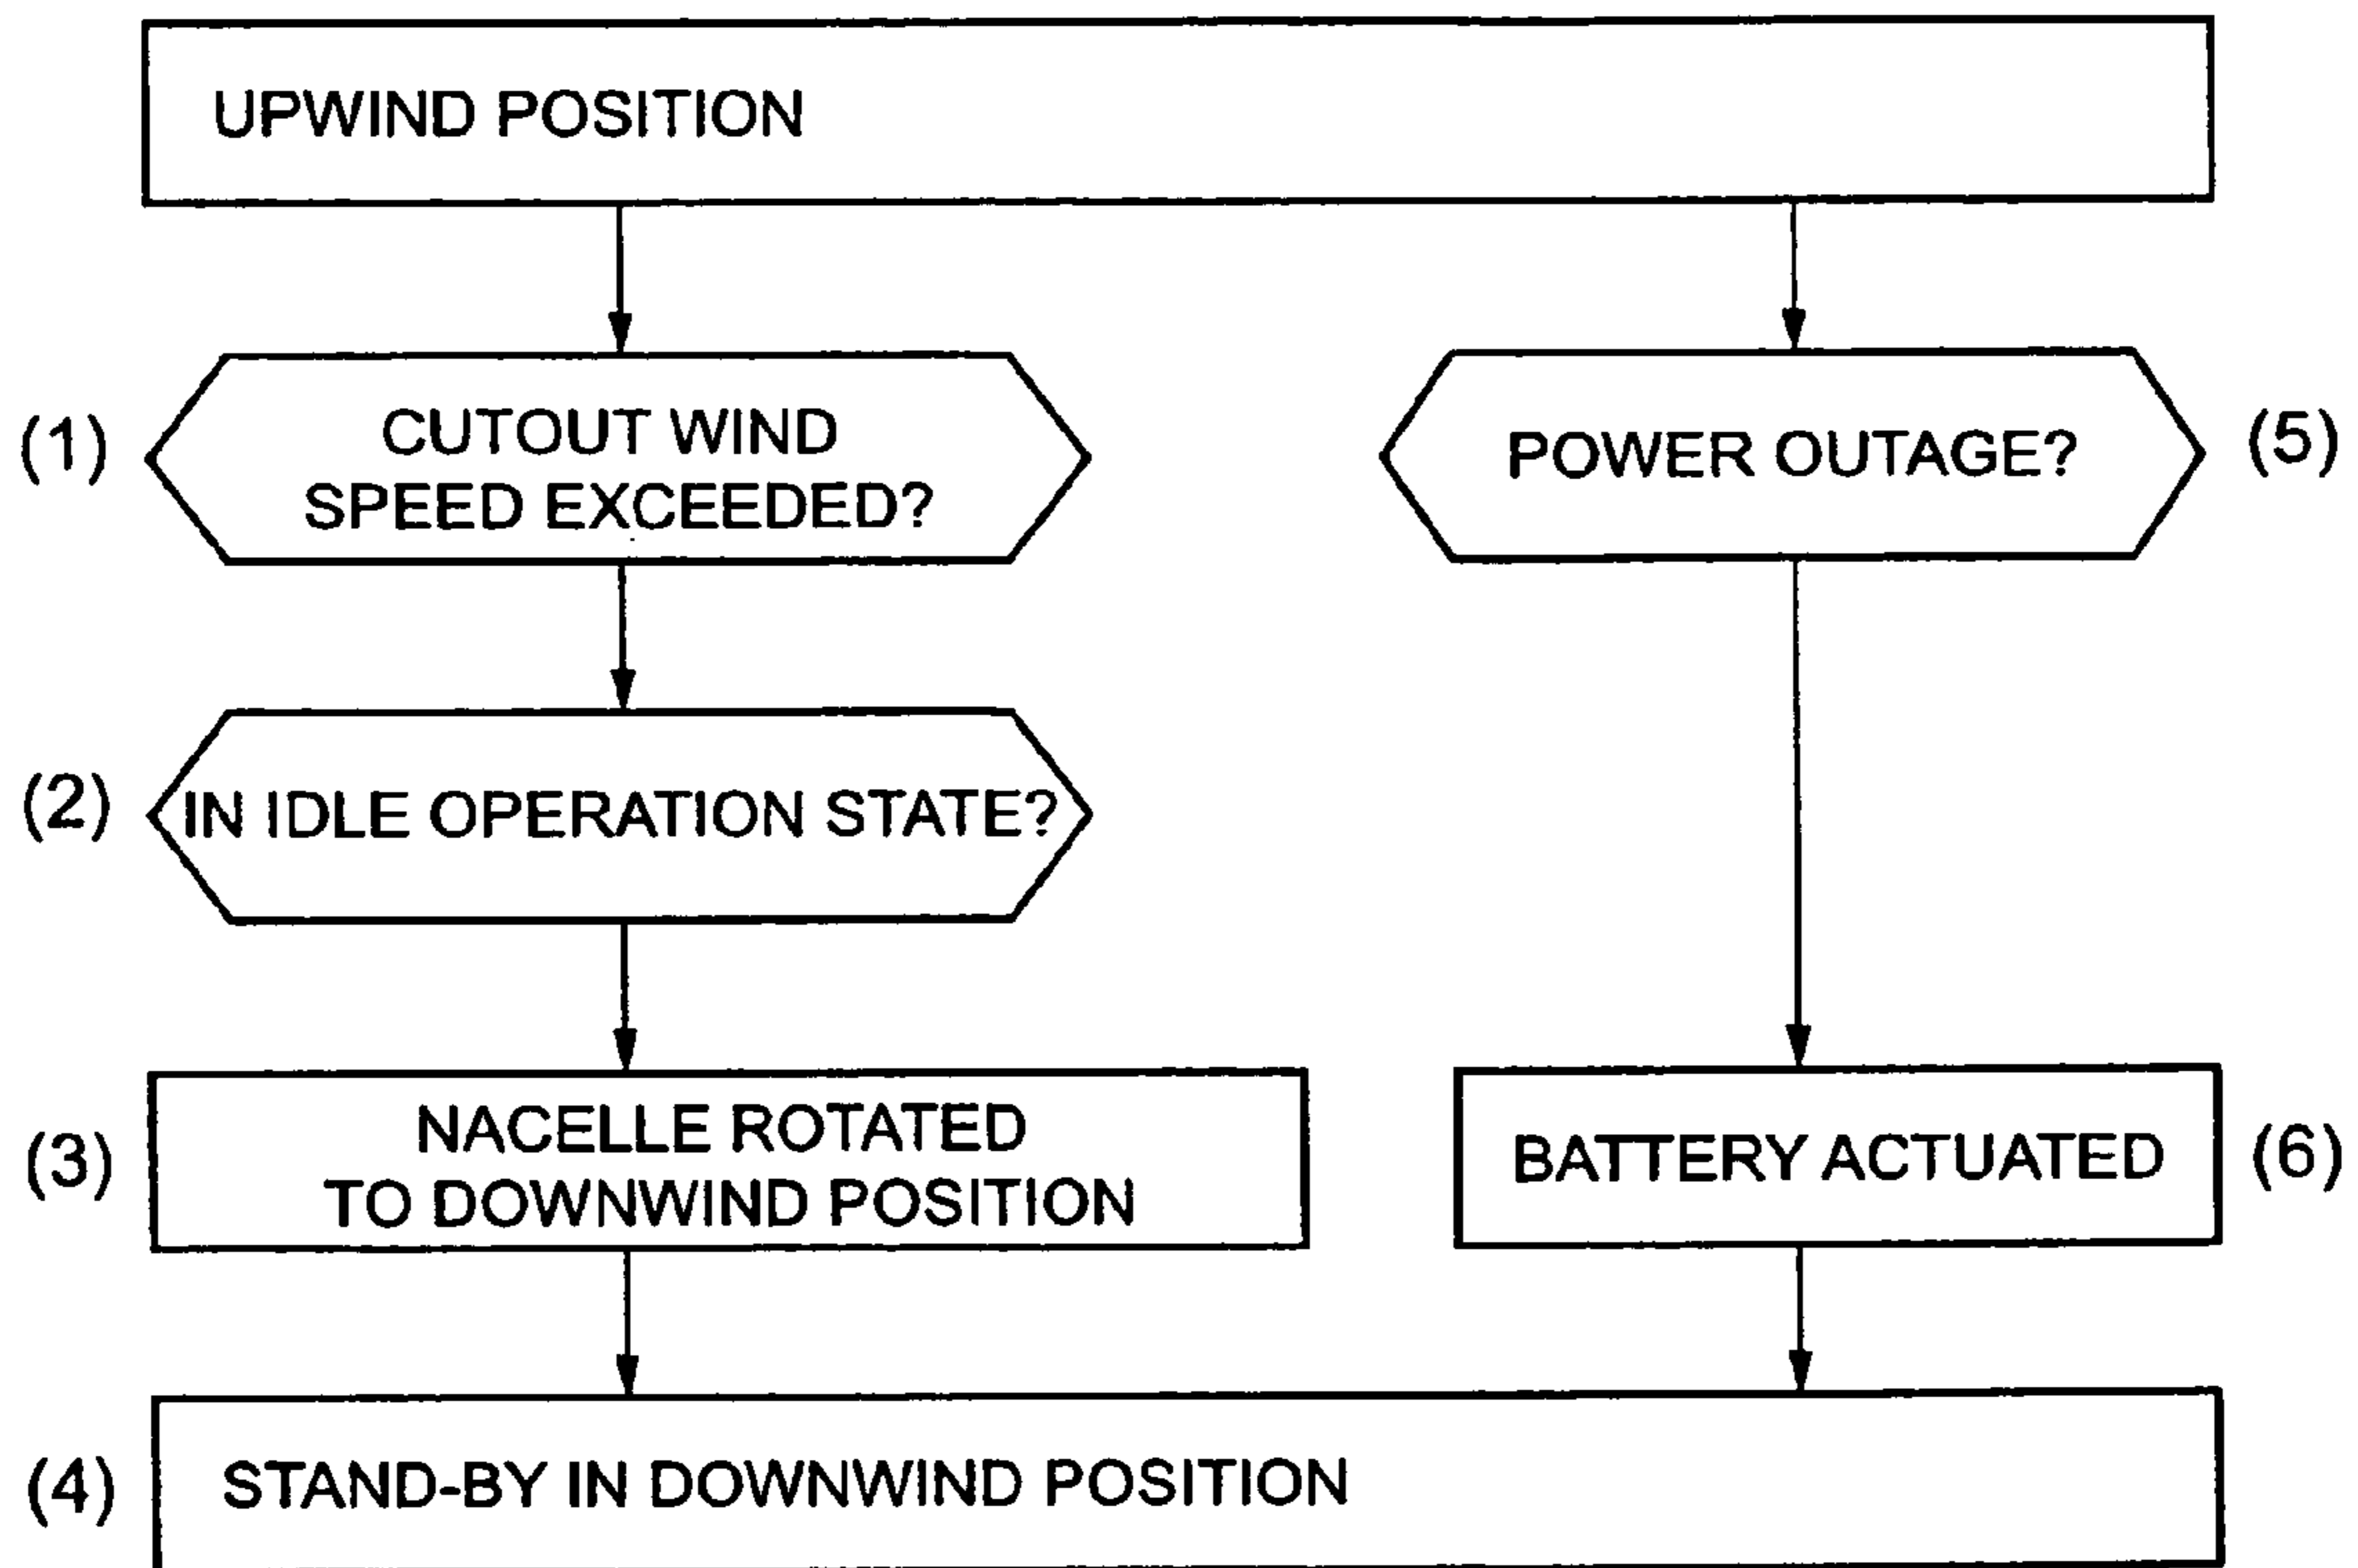 UPWIND POSITION
(1)
CUTOUT WIND
SPEED EXCEEDED?
POWER OUTAGE?
(5)
(2)
IN IDLE OPERATION STATE?
(3)
NACELLE ROTATED
TO DOWNWIND POSITION
BATTERY ACTUATED
(6)
(4)
STAND-BY IN DOWNWIND POSITION